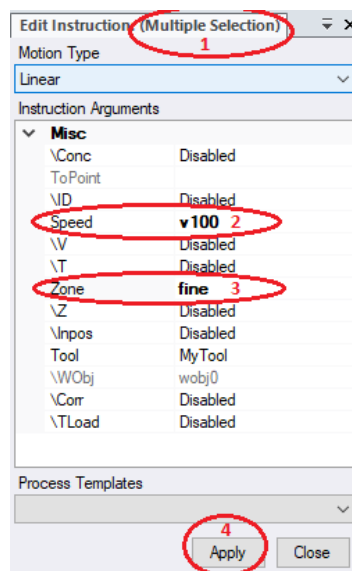 Edit Instruction (Multiple Selection)
1
Motion Type
Linear
Instruction Arguments
Misc
\Conc Disabled
ToPoint
\ID Disabled
Speed v100 2
\V Disabled
\T Disabled
Zone fine 3
\Z Disabled
\Inpos Disabled
Tool MyTool
\WObj wobj0
\Corr Disabled
\TLoad Disabled
Process Templates
4
Apply Close